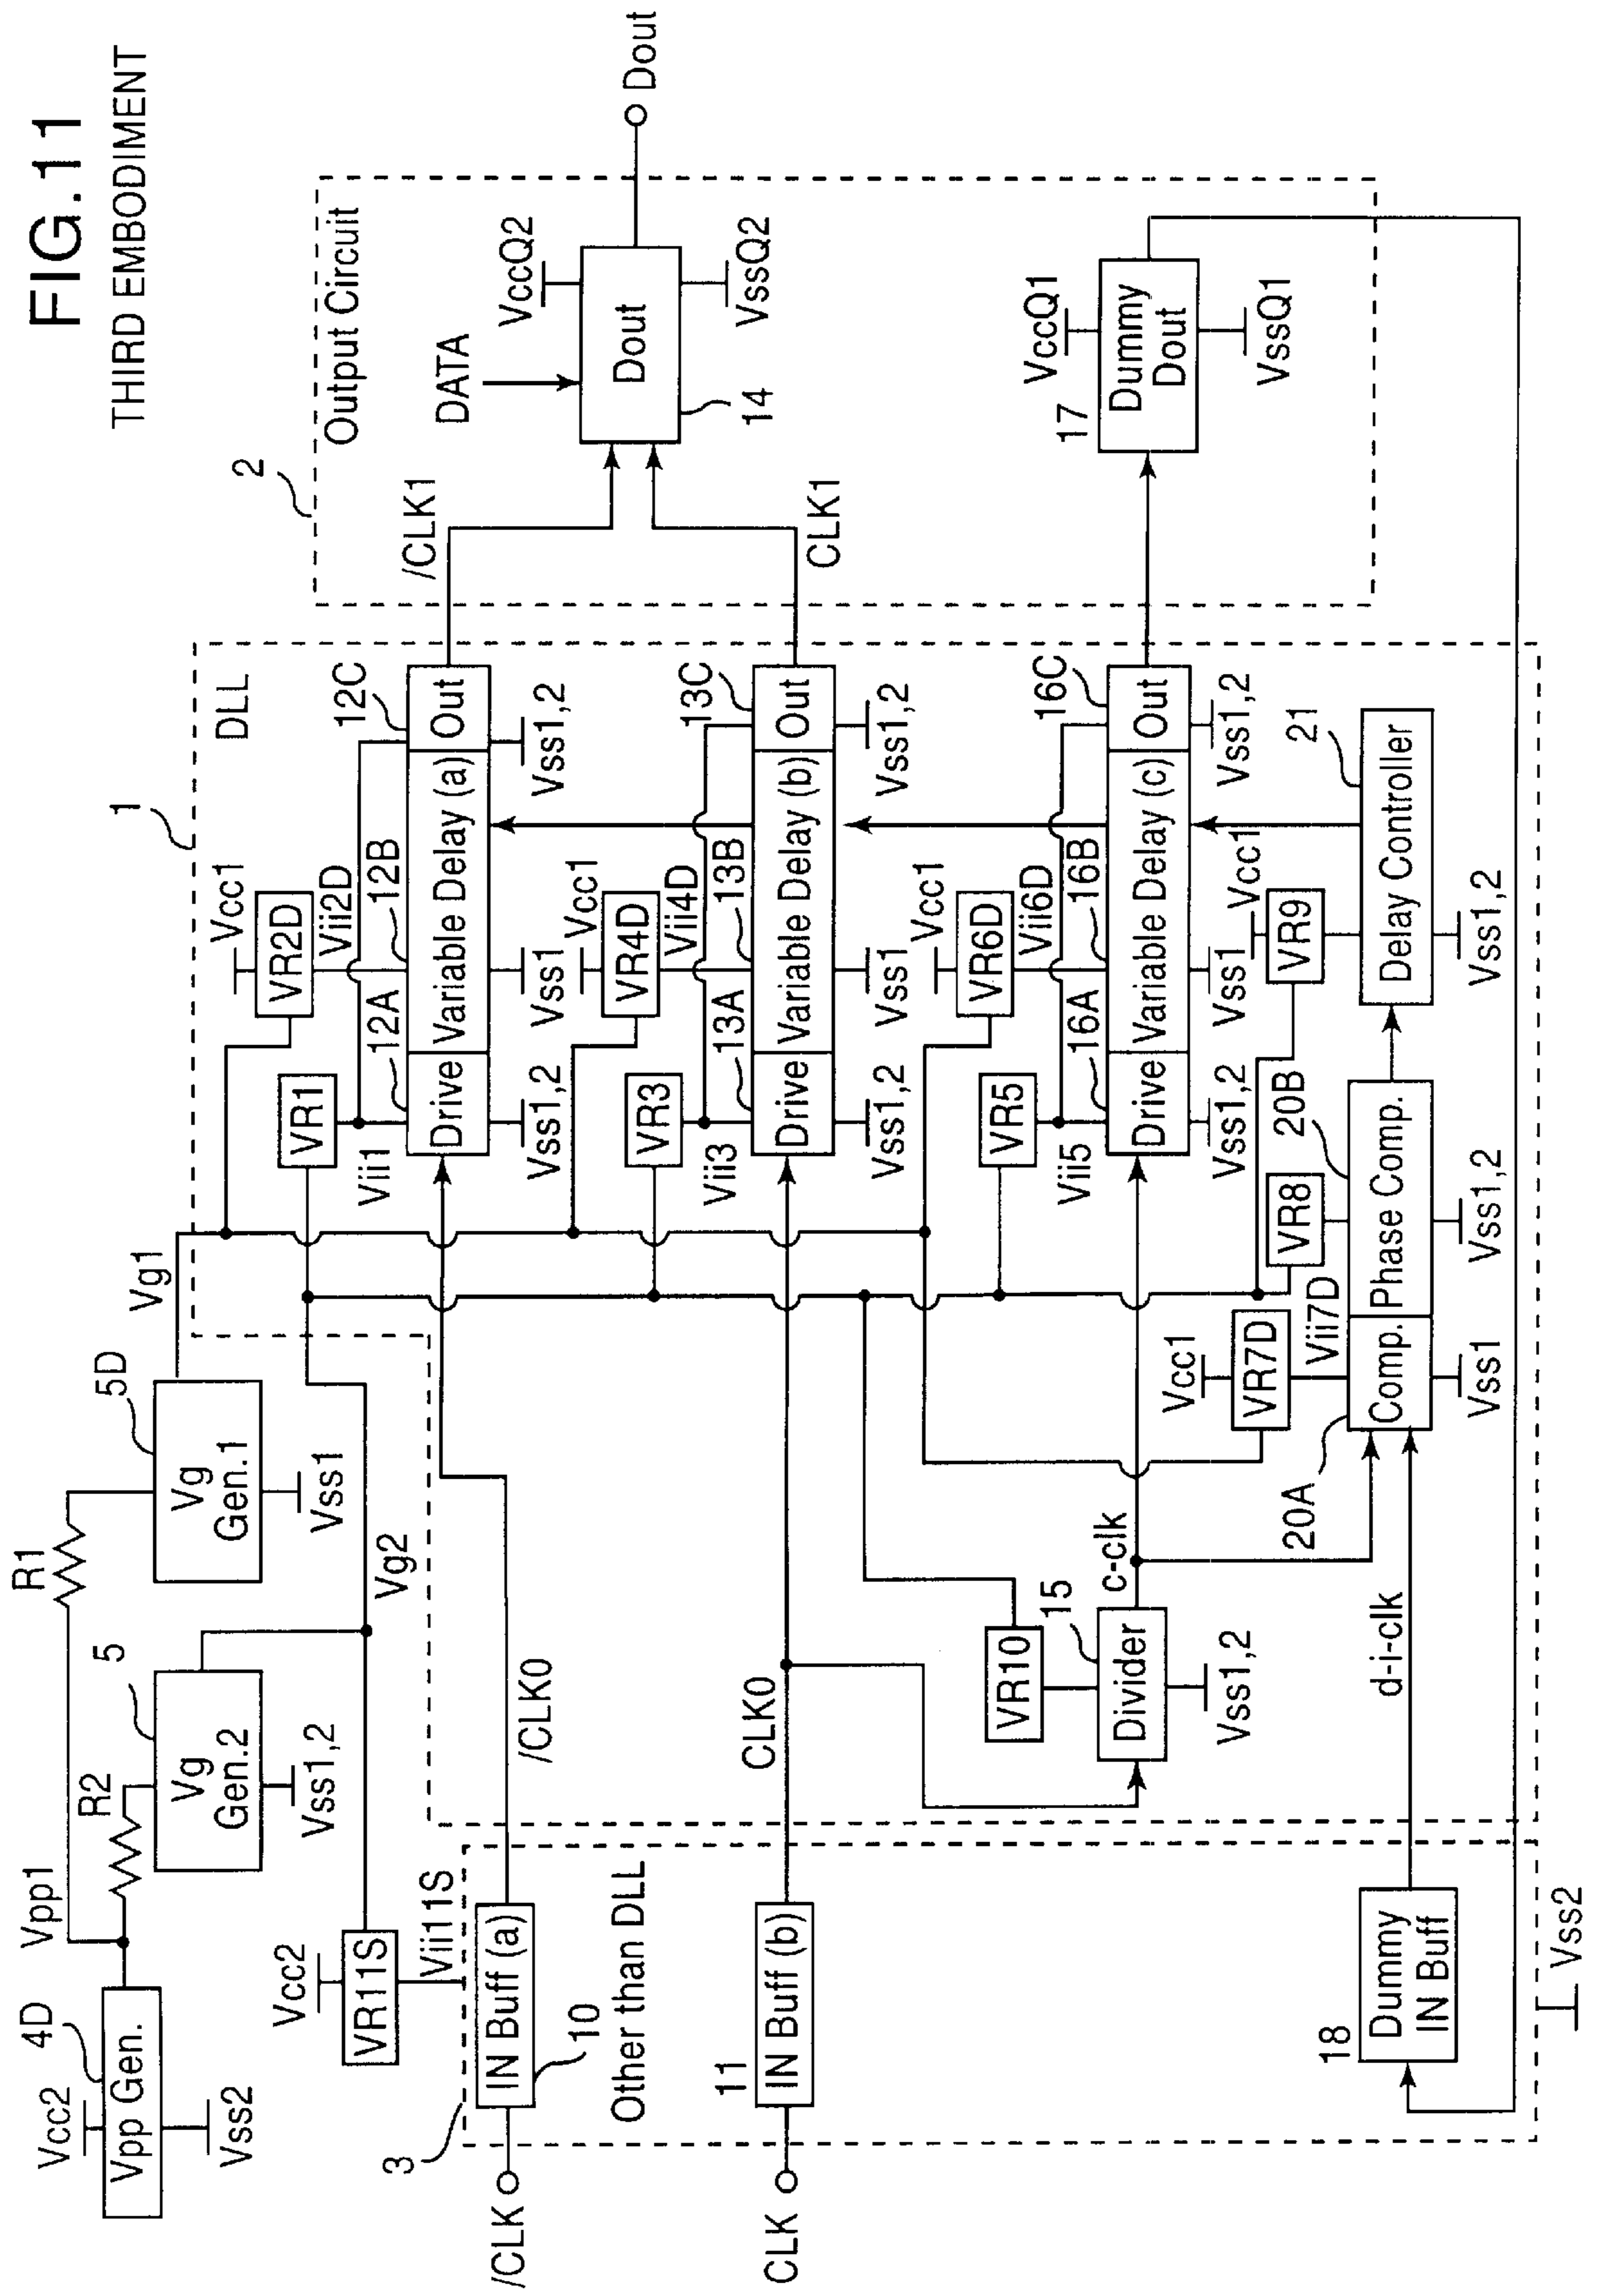 FIG.11
THIRD EMBODIMENT
Vcc2
4D
Vpp Gen.
Vss2
Vpp1
R1
R2
5
Vg
Gen.2
Vss1,2
5D
Vg
Gen.1
Vss1
Vg1
Vg2
Vcc2
VR11S
Vii11S
1
DLL
2
Output Circuit
3
Other than DLL
/CLK
IN Buff (a)
10
/CLK0
VR1
Vii1
Vcc1
VR2D
Vii2D
12A
12B
12C
Drive
Variable Delay (a)
Out
Vss1,2
Vss1
Vss1,2
/CLK1
DATA
VccQ2
Dout
14
VssQ2
Dout
CLK
11
IN Buff (b)
CLK0
VR3
Vii3
Vcc1
VR4D
Vii4D
13A
13B
13C
Drive
Variable Delay (b)
Out
Vss1,2
Vss1
Vss1,2
CLK1
VR10
15
Divider
Vss1,2
c-clk
VR5
Vii5
Vcc1
VR6D
Vii6D
16A
16B
16C
Drive
Variable Delay (c)
Out
Vss1,2
Vss1
Vss1,2
17
VccQ1
Dummy
Dout
VssQ1
18
Dummy
IN Buff
d-i-clk
Vcc1
VR7D
Vii7D
20A
Comp.
Vss1
VR8
20B
Phase Comp.
Vss1,2
Vcc1
VR9
21
Delay Controller
Vss1,2
Vss2